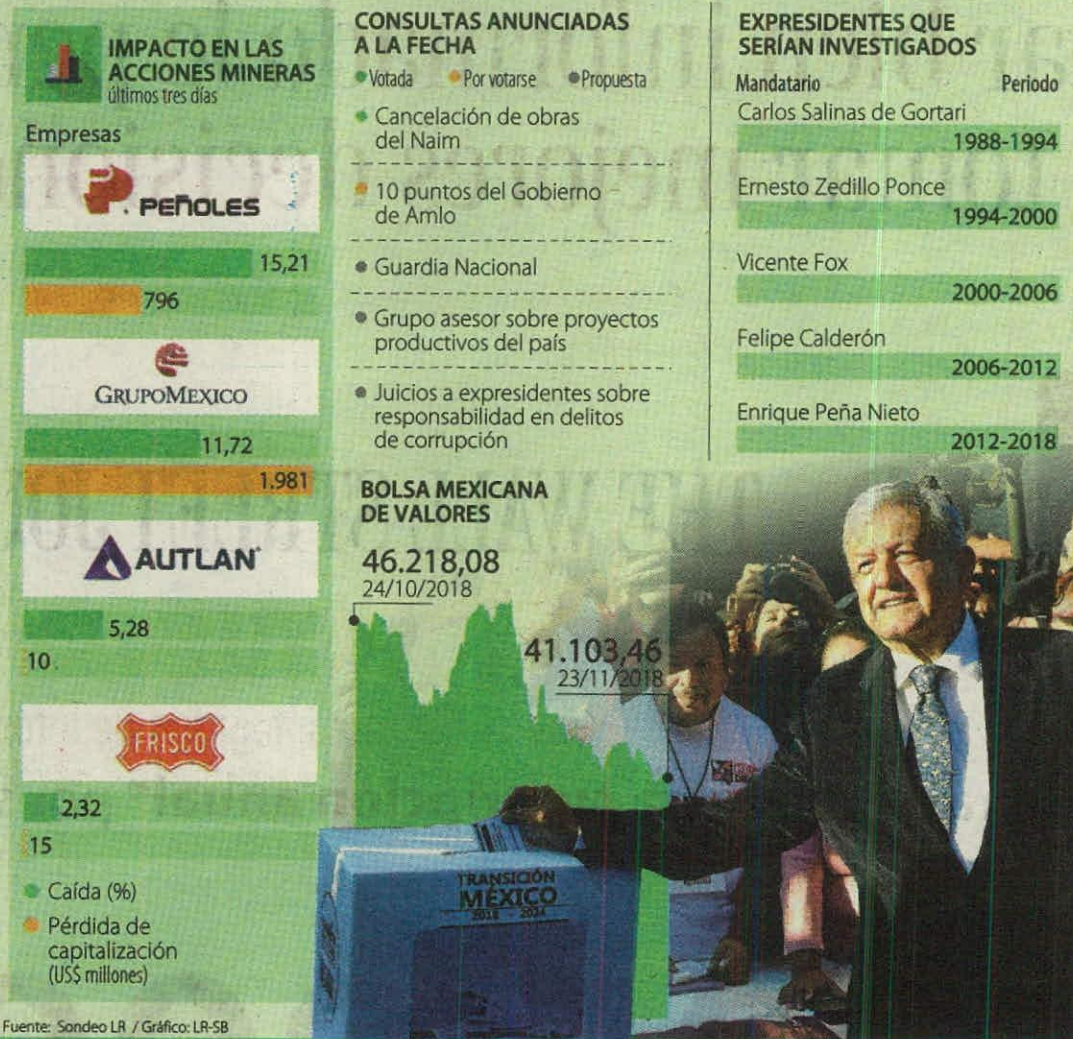 IMPACTO EN LAS
ACCIONES MINERAS
últimos tres días
Empresas
PEÑOLES
15,21
796
GRUPOMEXICO
11,72
1.981
AUTLAN
5,28
10
FRISCO
2,32
15
Caída (%)
Pérdida de
capitalización
(US$ millones)
Fuente: Sondeo LR / Gráfico: LR-SB
CONSULTAS ANUNCIADAS
A LA FECHA
Votada Por votarse Propuesta
Cancelación de obras
del Naim
10 puntos del Gobierno
de Amlo
Guardia Nacional
Grupo asesor sobre proyectos
productivos del país
Juicios a expresidentes sobre
responsabilidad en delitos
de corrupción
BOLSA MEXICANA
DE VALORES
46.218,08
24/10/2018
41.103,46
23/11/2018
TRANSICIÓN
MÉXICO
2018 - 2024
EXPRESIDENTES QUE
SERÍAN INVESTIGADOS
Mandatario Periodo
Carlos Salinas de Gortari
1988-1994
Ernesto Zedillo Ponce
1994-2000
Vicente Fox
2000-2006
Felipe Calderón
2006-2012
Enrique Peña Nieto
2012-2018